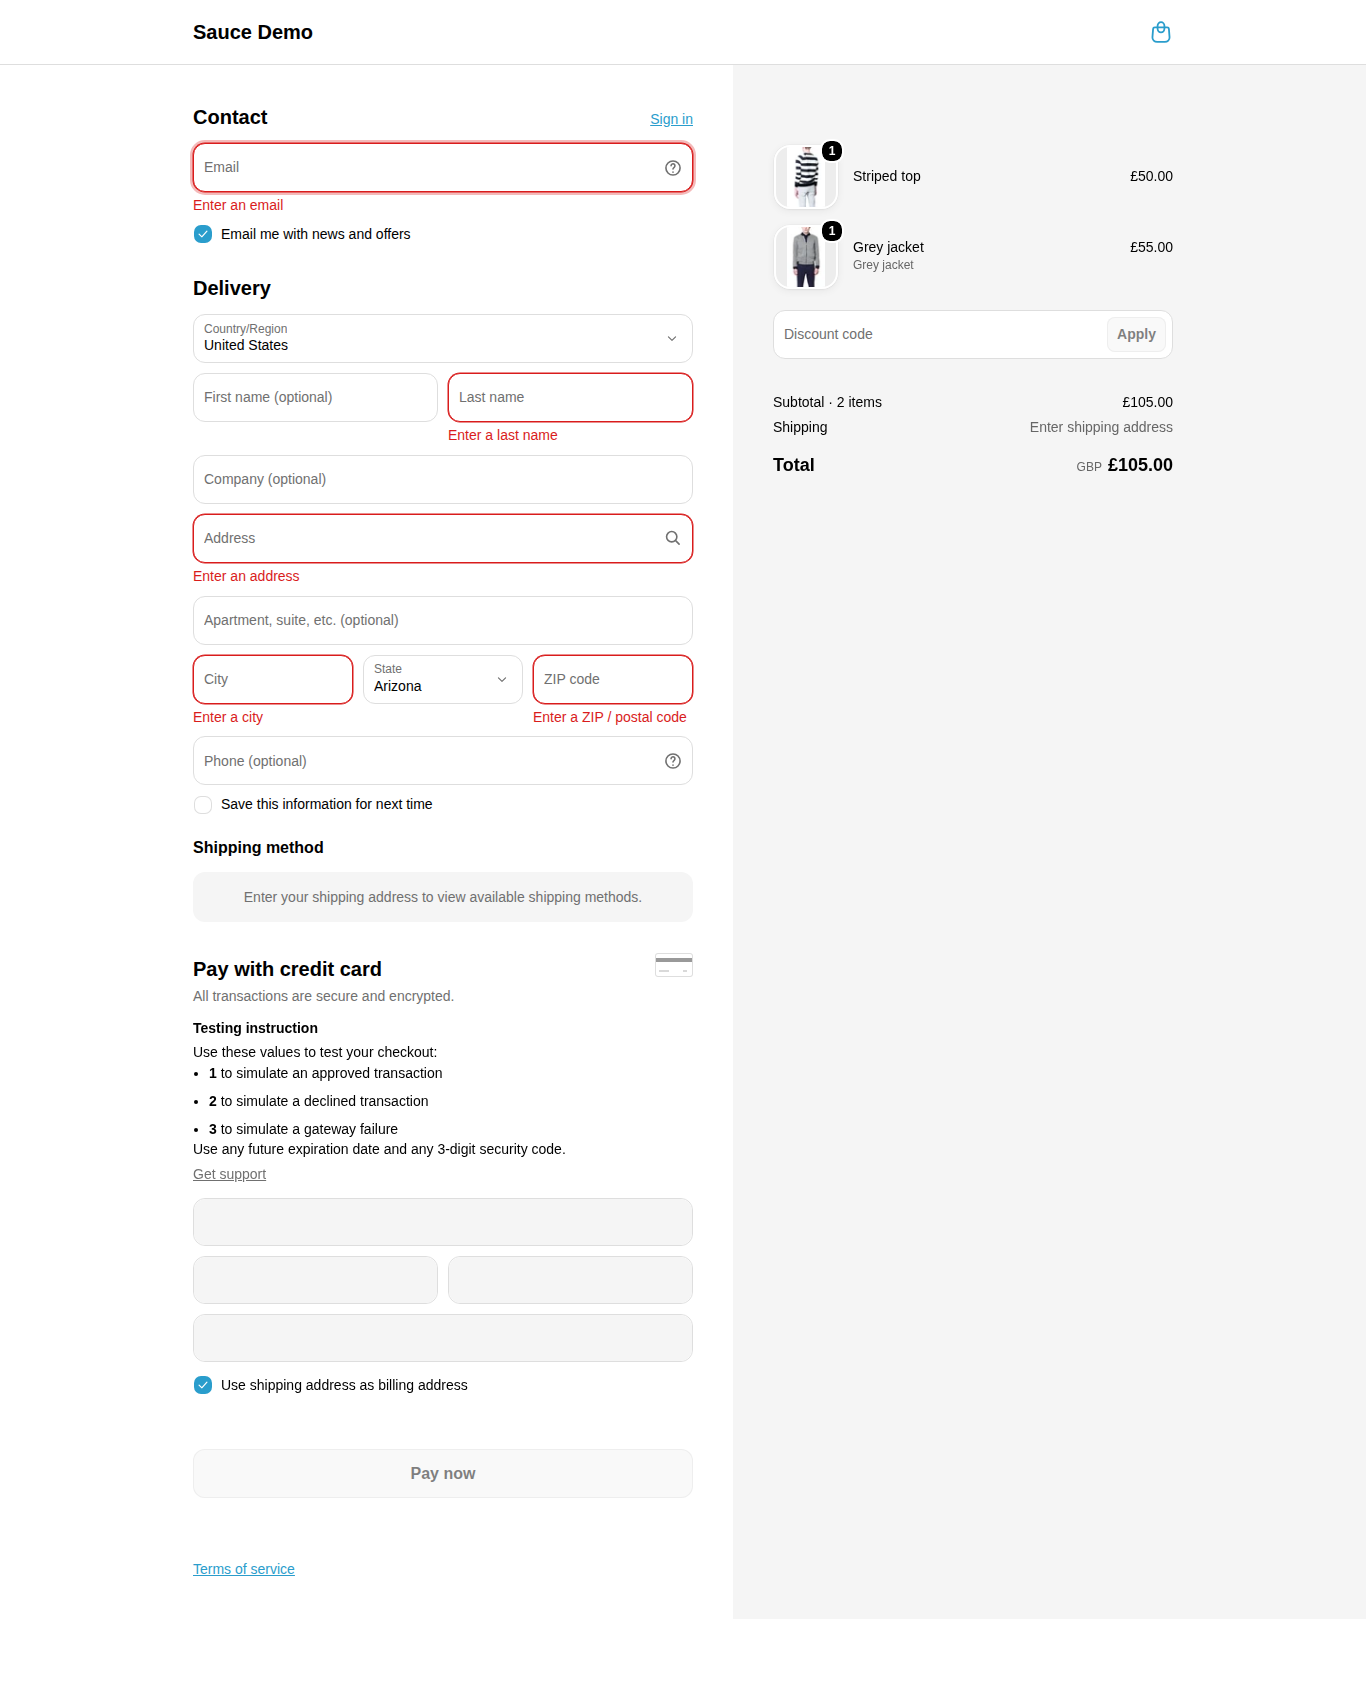 Sauce Demo
Contact
Sign in
Email
Enter an email
Email me with news and offers
Delivery
Country/Region
United States
First name (optional)
Last name
Enter a last name
Company (optional)
Address
Enter an address
Apartment, suite, etc. (optional)
City
State
Arizona
ZIP code
Enter a city
Enter a ZIP / postal code
Phone (optional)
Save this information for next time
Shipping method
Enter your shipping address to view available shipping methods.
Pay with credit card
All transactions are secure and encrypted.
Testing instruction
Use these values to test your checkout:
• 1 to simulate an approved transaction
• 2 to simulate a declined transaction
• 3 to simulate a gateway failure
Use any future expiration date and any 3-digit security code.
Get support
Use shipping address as billing address
Pay now
Terms of service
1
Striped top £50.00
1
Grey jacket £55.00
Grey jacket
Discount code Apply
Subtotal · 2 items £105.00
Shipping Enter shipping address
Total GBP £105.00